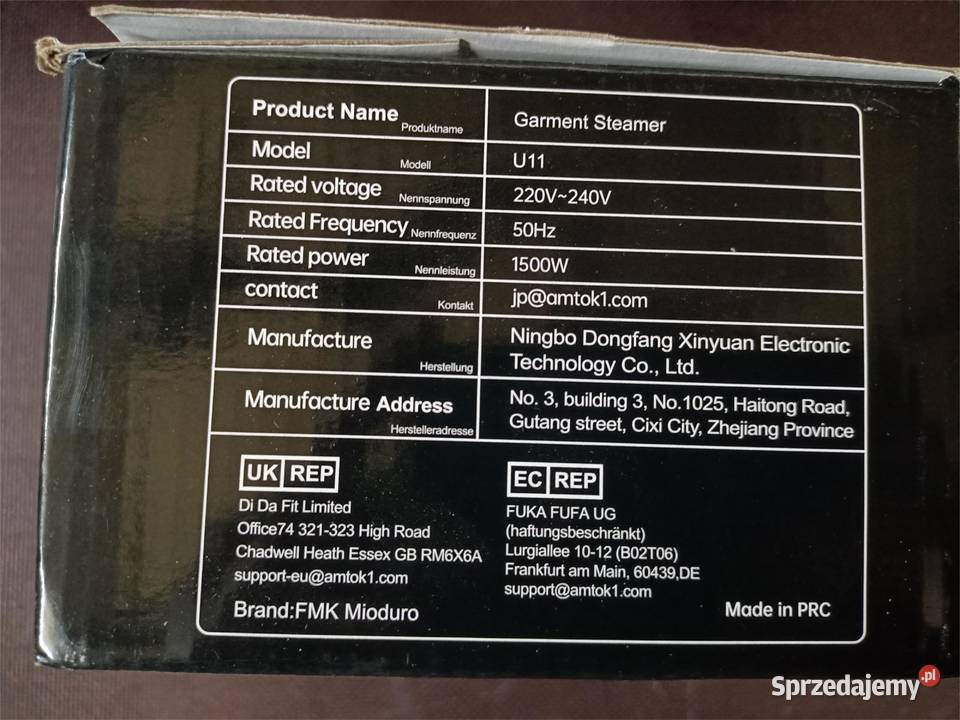 Product Name Produktname Garment Steamer
Model Modell U11
Rated voltage Nennspannung 220V~240V
Rated Frequency Nennfrequenz 50Hz
Rated power Nennleistung 1500W
contact Kontakt jp@amtok1.com
Manufacture Herstellung Ningbo Dongfang Xinyuan Electronic
Technology Co., Ltd.
Manufacture Address Herstelleradresse No. 3, building 3, No.1025, Haitong Road,
Gutang street, Cixi City, Zhejiang Province
UK REP
Di Da Fit Limited
Office74 321-323 High Road
Chadwell Heath Essex GB RM6X6A
support-eu@amtok1.com
Brand:FMK Mioduro
EC REP
FUKA FUFA UG
(haftungsbeschränkt)
Lurgiallee 10-12 (B02T06)
Frankfurt am Main, 60439,DE
support@amtok1.com
Made in PRC
Sprzedajemy.pl